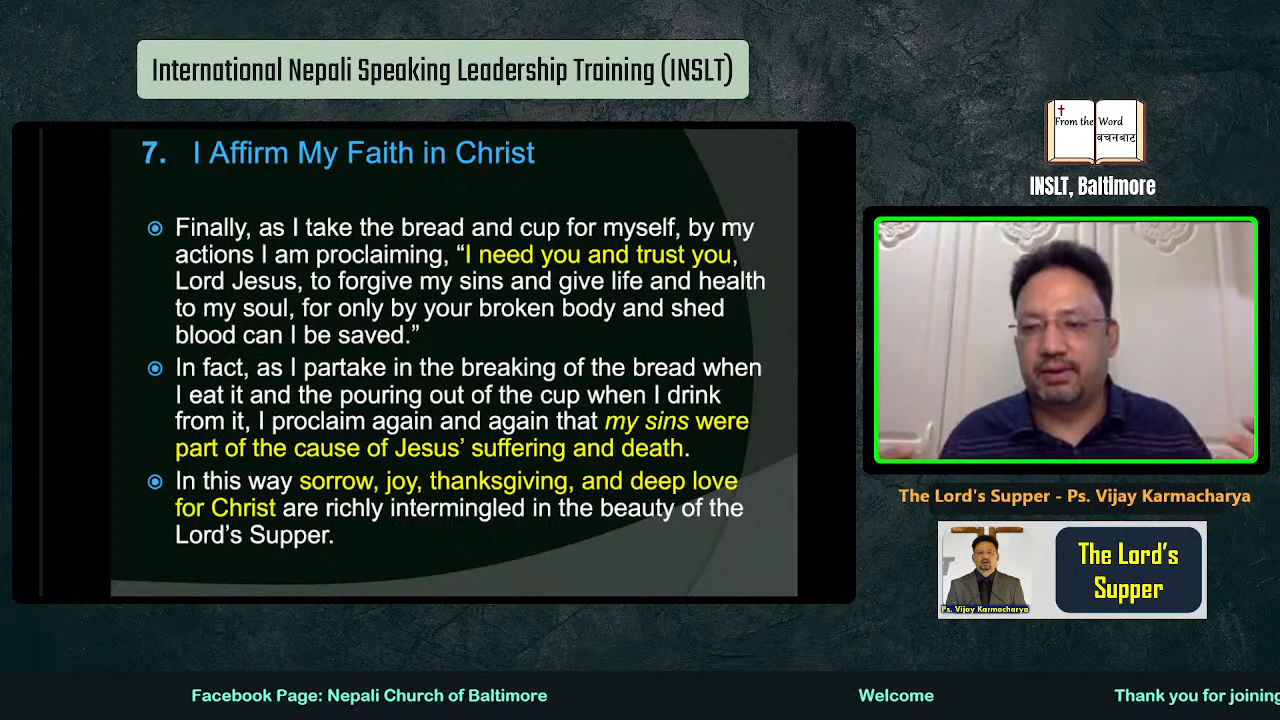 International Nepali Speaking Leadership Training (INSLT)
7. I Affirm My Faith in Christ
Finally, as I take the bread and cup for myself, by my
actions I am proclaiming, “I need you and trust you,
Lord Jesus, to forgive my sins and give life and health
to my soul, for only by your broken body and shed
blood can I be saved.”
In fact, as I partake in the breaking of the bread when
I eat it and the pouring out of the cup when I drink
from it, I proclaim again and again that my sins were
part of the cause of Jesus’ suffering and death.
In this way sorrow, joy, thanksgiving, and deep love
for Christ are richly intermingled in the beauty of the
Lord’s Supper.
From the Word
वचनबाट
INSLT, Baltimore
The Lord's Supper - Ps. Vijay Karmacharya
Ps. Vijay Karmacharya
The Lord’s
Supper
Facebook Page: Nepali Church of Baltimore
Welcome
Thank you for joining